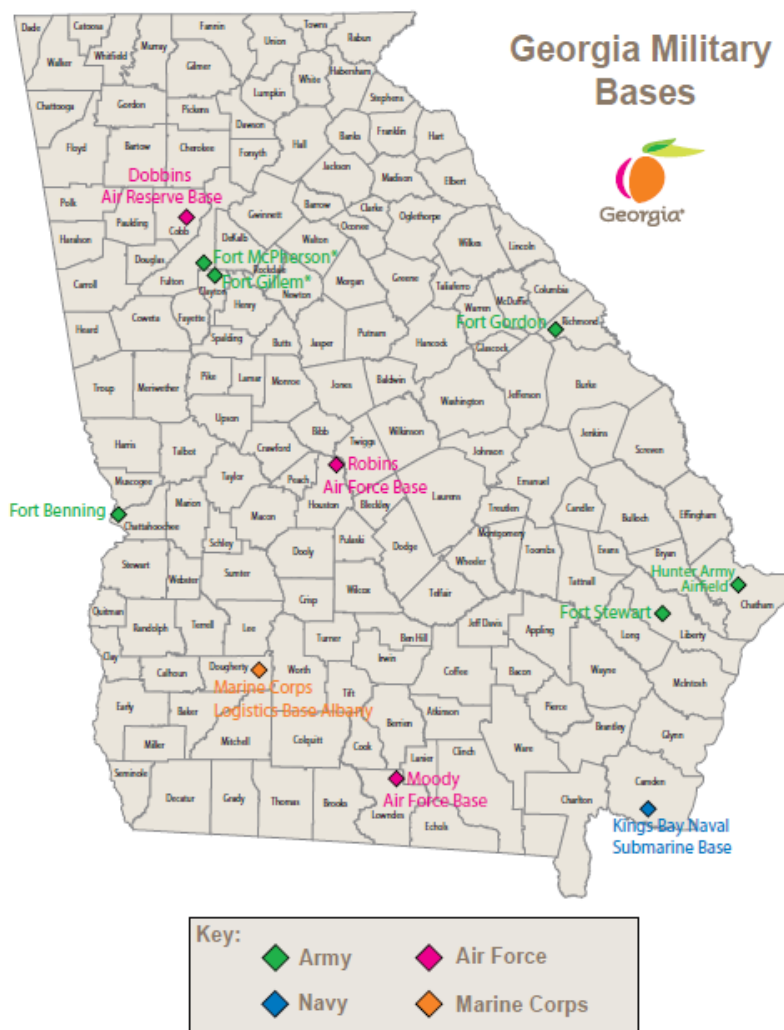 Georgia Military
Bases
Georgia
Dade
Catoosa
Fannin
Towns
Rabun
Union
Walker
Whitfield
Murray
Gilmer
White
Habersham
Lumpkin
Stephens
Chattooga
Gordon
Pickens
Dawson
Banks
Franklin
Hart
Floyd
Bartow
Cherokee
Forsyth
Hall
Jackson
Madison
Elbert
Dobbins
Air Reserve Base
Polk
Paulding
Cobb
Gwinnett
Barrow
Clarke
Oconee
Oglethorpe
Haralson
Douglas
DeKalb
Walton
Wilkes
Lincoln
Fort McPherson*
Fort Gillem*
Carroll
Fulton
Clayton
Rockdale
Newton
Morgan
Greene
Taliaferro
Columbia
McDuffie
Warren
Henry
Fort Gordon
Richmond
Heard
Coweta
Fayette
Spalding
Butts
Jasper
Putnam
Hancock
Glascock
Troup
Meriwether
Pike
Lamar
Monroe
Jones
Baldwin
Washington
Jefferson
Burke
Upson
Harris
Talbot
Crawford
Bibb
Twiggs
Wilkinson
Johnson
Jenkins
Screven
Robins
Air Force Base
Muscogee
Taylor
Peach
Houston
Bleckley
Laurens
Emanuel
Fort Benning
Chattahoochee
Marion
Macon
Treutlen
Candler
Bulloch
Effingham
Schley
Dooly
Pulaski
Dodge
Montgomery
Wheeler
Toombs
Evans
Bryan
Stewart
Webster
Sumter
Tattnall
Hunter Army
Airfield
Chatham
Quitman
Randolph
Terrell
Lee
Crisp
Wilcox
Telfair
Fort Stewart
Liberty
Long
Turner
Ben Hill
Jeff Davis
Appling
Clay
Calhoun
Dougherty
Worth
Irwin
Coffee
Bacon
Wayne
McIntosh
Marine Corps
Logistics Base Albany
Early
Baker
Tift
Berrien
Atkinson
Pierce
Brantley
Glynn
Miller
Mitchell
Colquitt
Cook
Lanier
Clinch
Ware
Seminole
Decatur
Grady
Thomas
Brooks
Moody
Air Force Base
Lowndes
Echols
Charlton
Camden
Kings Bay Naval
Submarine Base
Key:
Army
Air Force
Navy
Marine Corps